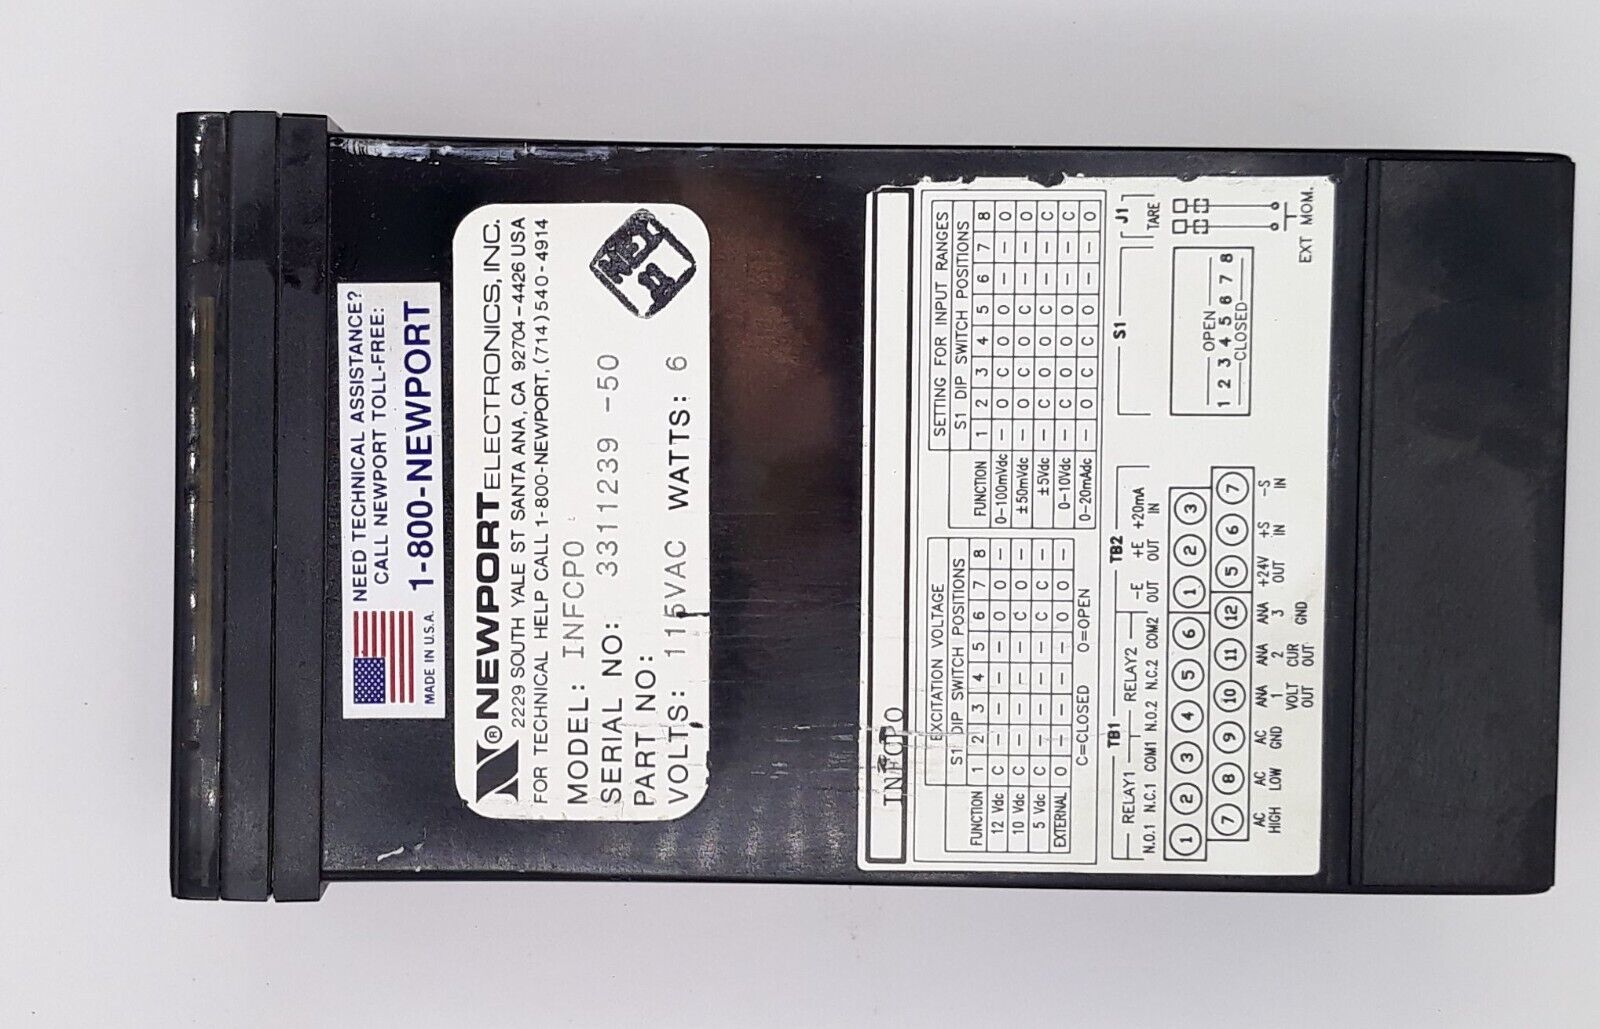 NEED TECHNICAL ASSISTANCE?
CALL NEWPORT TOLL-FREE:
MADE IN U.S.A. 1-800-NEWPORT
® NEWPORT ELECTRONICS, INC.
2229 SOUTH YALE ST SANTA ANA, CA 92704-4426 USA
FOR TECHNICAL HELP CALL 1-800-NEWPORT, (714) 540-4914
MODEL: INFCP0
SERIAL NO: 3311239 -50
PART NO:
VOLTS: 115VAC WATTS: 6
NEI
INFCP0
EXCITATION VOLTAGE
S1 DIP SWITCH POSITIONS
FUNCTION 1 2 3 4 5 6 7 8
12 Vdc C – – – – O O –
10 Vdc C – – – – C O –
5 Vdc C – – – – C C –
EXTERNAL O – – – – O O –
C=CLOSED O=OPEN
SETTING FOR INPUT RANGES
S1 DIP SWITCH POSITIONS
FUNCTION 1 2 3 4 5 6 7 8
0-100mVdc – O C O O – – O
±50mVdc – O C O C – – O
±5Vdc – C O O C – – C
0-10Vdc – C O O O – – C
0-20mAdc – O C C O – – O
TB1
RELAY1 RELAY2
N.O.1 N.C.1 COM1 N.O.2 N.C.2 COM2
1 2 3 4 5 6
7 8 9 10 11 12
AC HIGH
AC LOW
AC GND
ANA 1 VOLT OUT
ANA 2 CUR OUT
ANA 3 GND
TB2
-E OUT
+E OUT
+20mA IN
1 2 3
5 6 7
+24V OUT
+S IN
-S IN
S1
OPEN
1 2 3 4 5 6 7 8
CLOSED
J1
TARE
EXT MOM.